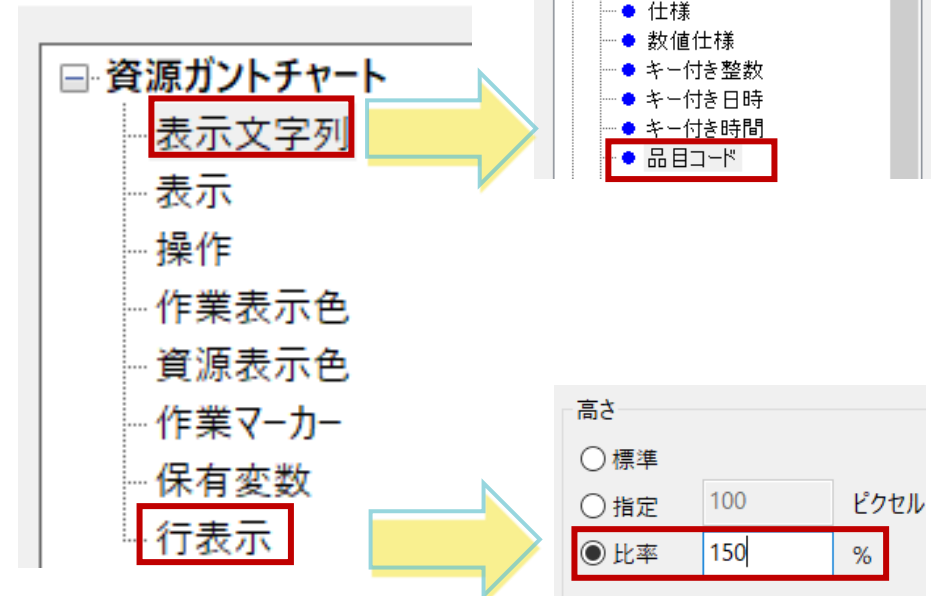 資源ガントチャート
表示文字列
表示
操作
作業表示色
資源表示色
作業マーカー
保有変数
行表示
仕様
数値仕様
キー付き整数
キー付き日時
キー付き時間
品目コード
高さ
標準
指定 100 ピクセル
比率 150 %